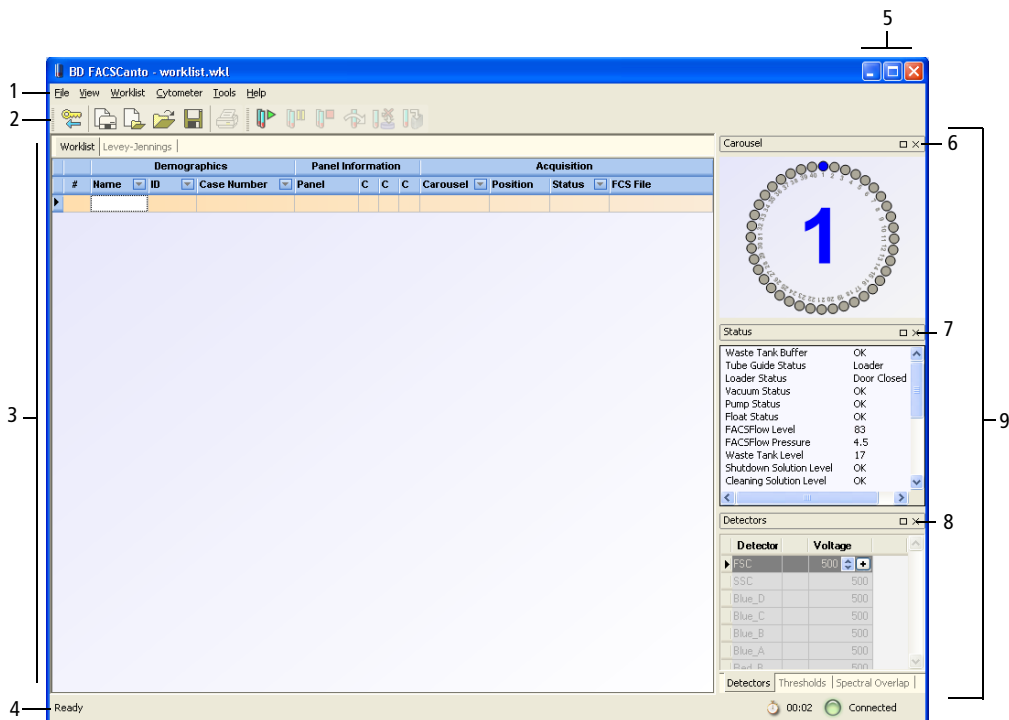 5
BD FACSCanto - worklist.wkl
1
File View Worklist Cytometer Tools Help
2
Worklist Levey-Jennings
Carousel
6
Demographics Panel Information Acquisition
# Name ID Case Number Panel C C C Carousel Position Status FCS File
1
Status
7
Waste Tank Buffer OK
Tube Guide Status Loader
Loader Status Door Closed
Vacuum Status OK
Pump Status OK
Float Status OK
FACSFlow Level 83
FACSFlow Pressure 4.5
Waste Tank Level 17
Shutdown Solution Level OK
Cleaning Solution Level OK
3
9
Detectors
8
Detector Voltage
FSC 500
SSC 500
Blue_D 500
Blue_C 500
Blue_B 500
Blue_A 500
Red_B 500
Detectors Thresholds Spectral Overlap
4
Ready 00:02 Connected